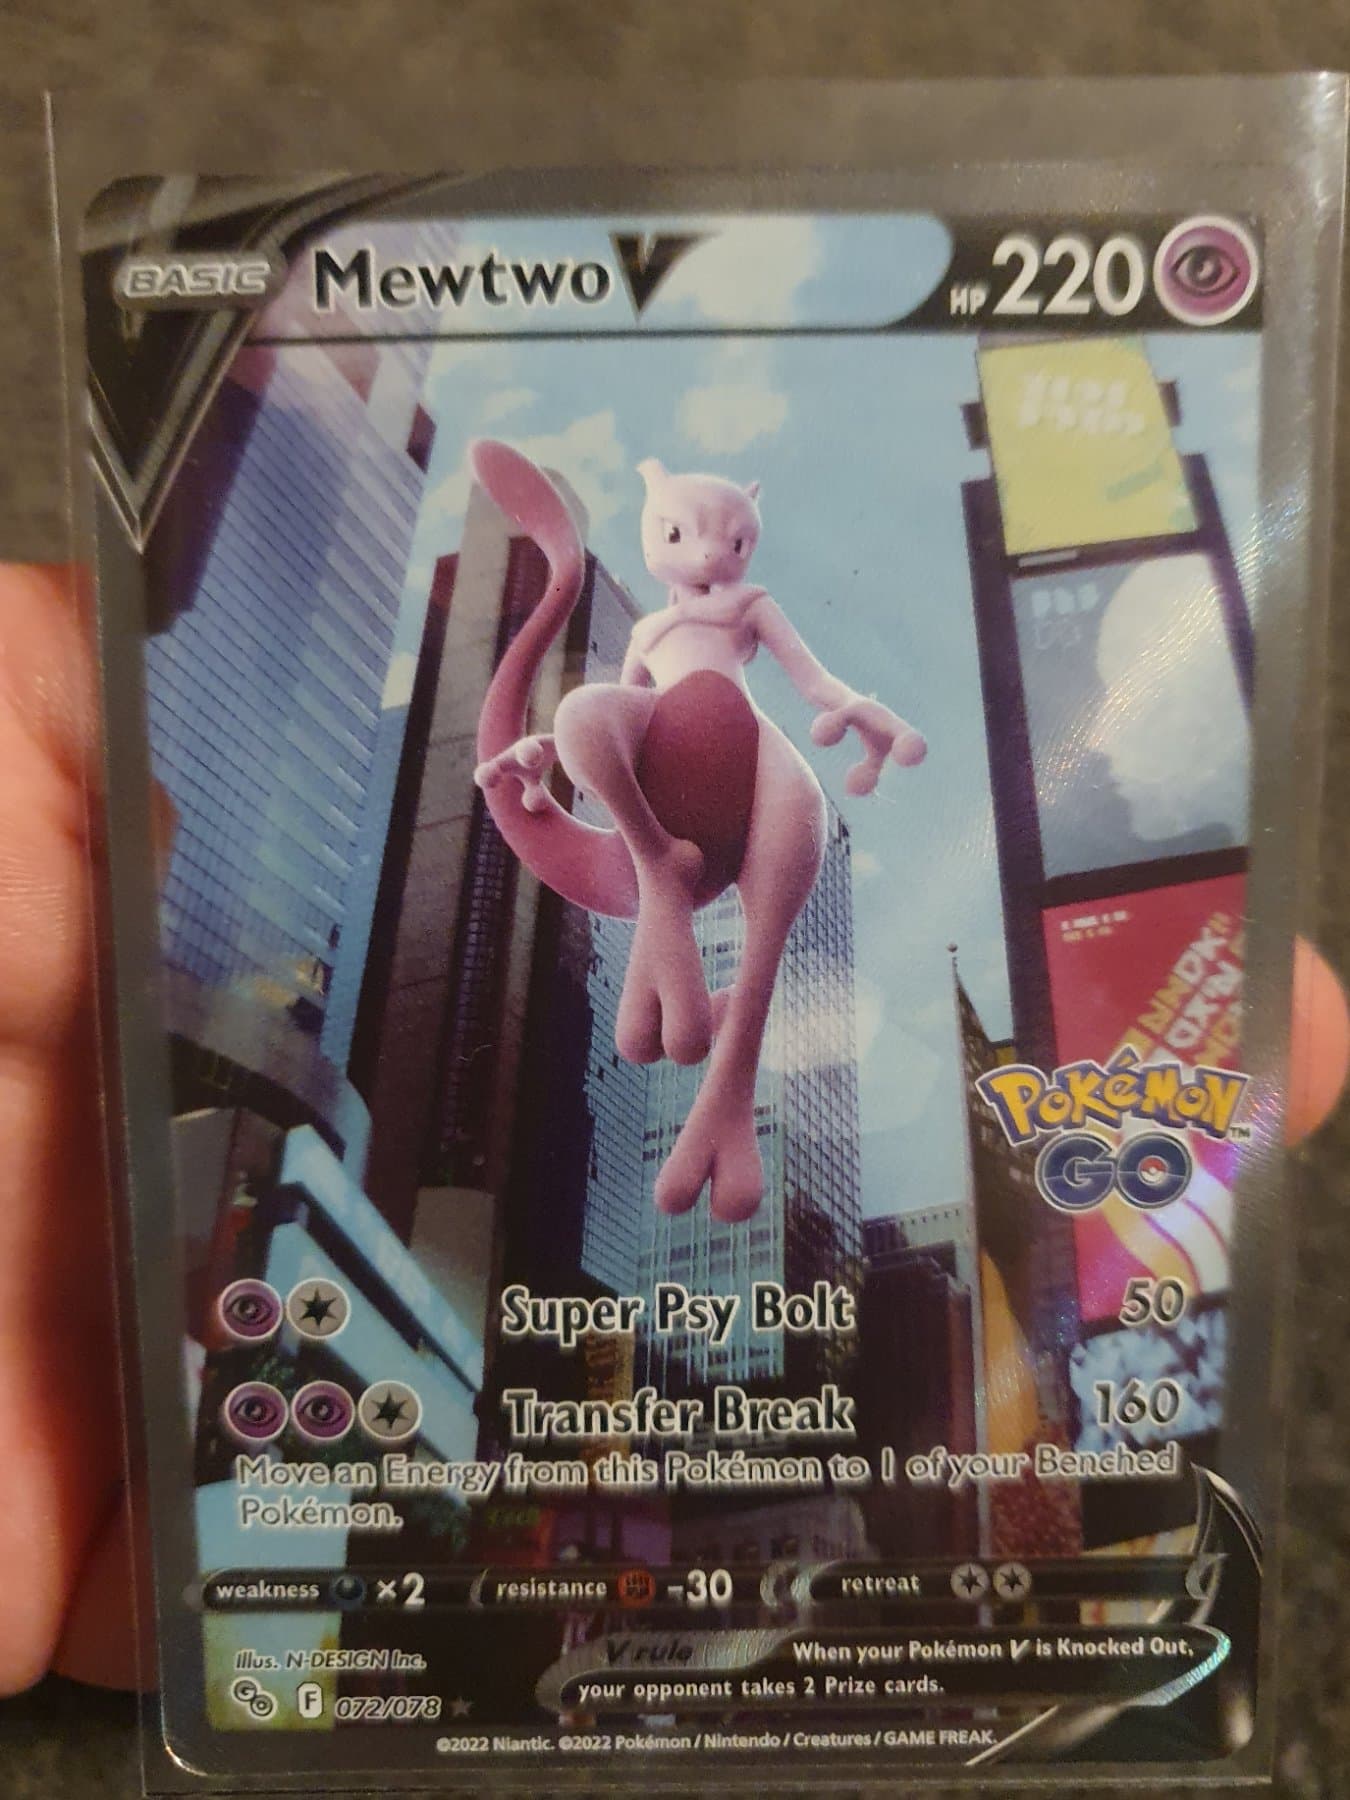 BASIC Mewtwo V HP 220
POKéMON™
GO
Super Psy Bolt 50
Transfer Break 160
Move an Energy from this Pokémon to 1 of your Benched
Pokémon.
weakness ×2 resistance -30 retreat
Illus. N-DESIGN Inc.
V rule When your Pokémon V is Knocked Out,
your opponent takes 2 Prize cards.
GO F 072/078
©2022 Niantic. ©2022 Pokémon / Nintendo / Creatures / GAME FREAK.